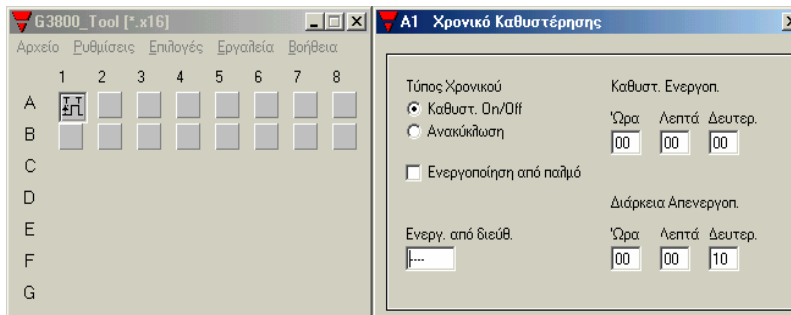 G3800_Tool [*.x16]
Αρχείο Ρυθμίσεις Επιλογές Εργαλεία Βοήθεια
1 2 3 4 5 6 7 8
A
B
C
D
E
F
G
A1 Χρονικό Καθυστέρησης
Τύπος Χρονικού
Καθυστ. On/Off
Ανακύκλωση
Ενεργοποίηση από παλμό
Ενεργ. από διεύθ.
----
Καθυστ. Ενεργοπ.
'Ωρα Λεπτά Δευτερ.
00 00 00
Διάρκεια Απενεργοπ.
'Ωρα Λεπτά Δευτερ.
00 00 10